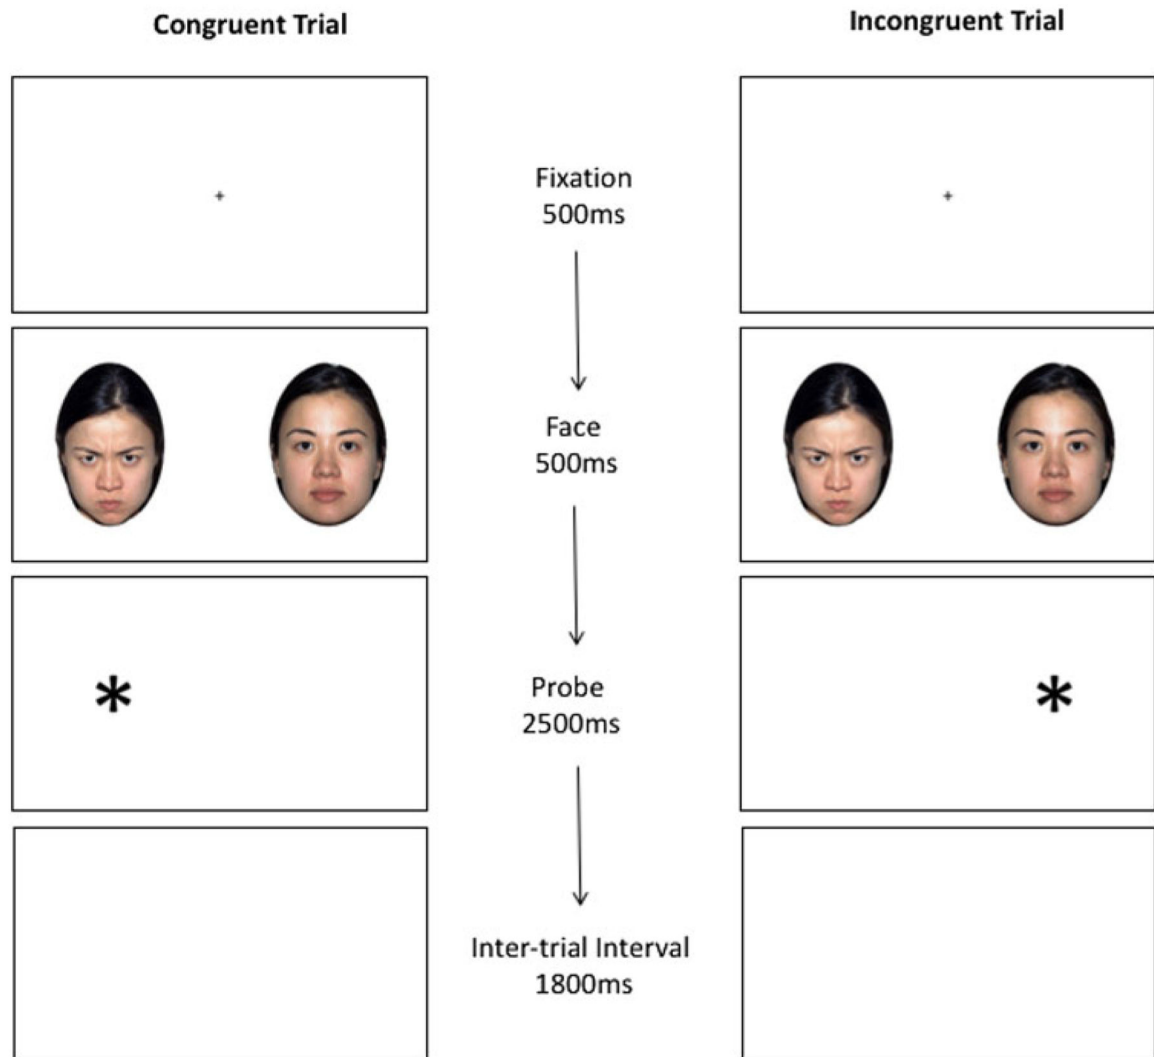 Congruent Trial
Incongruent Trial
+
+
Fixation
500ms
Face
500ms
*
*
Probe
2500ms
Inter-trial Interval
1800ms